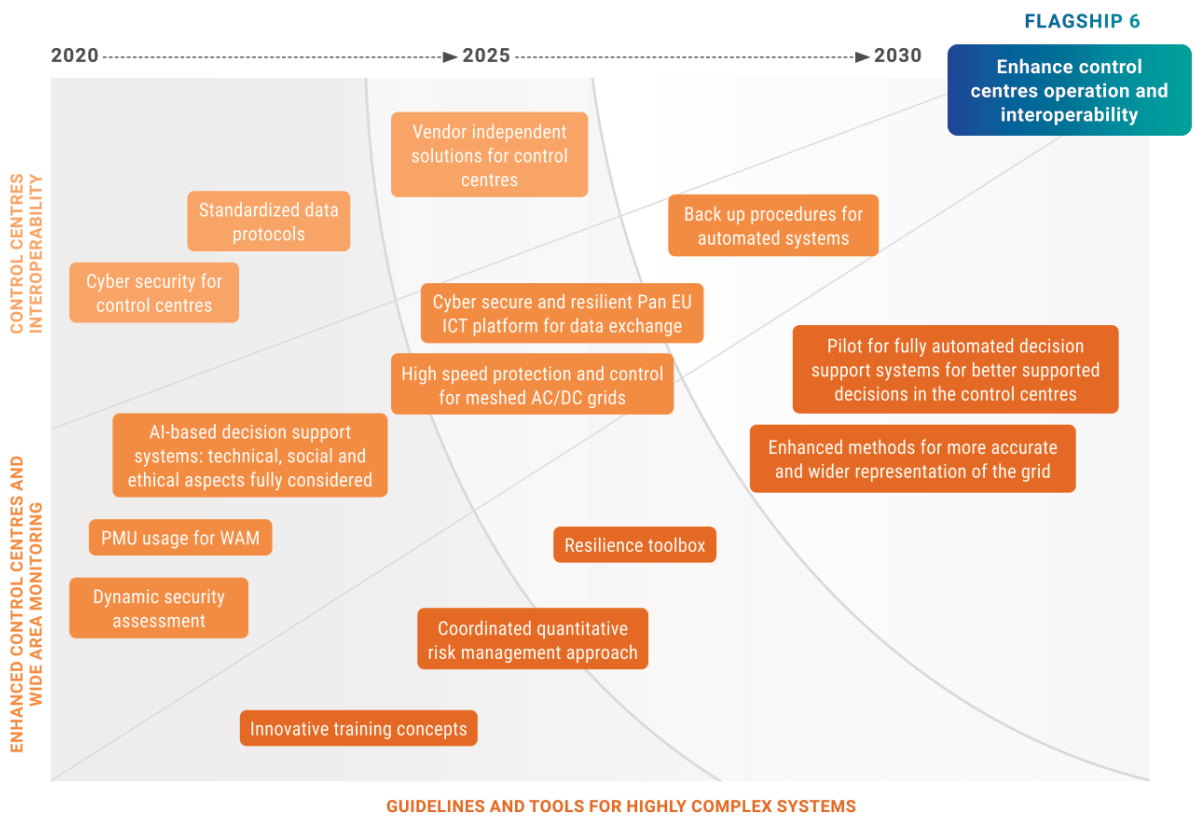 FLAGSHIP 6
2020
2025
2030
Enhance control
centres operation and
interoperability
CONTROL CENTRES
INTEROPERABILITY
Vendor independent
solutions for control
centres
Standardized data
protocols
Back up procedures for
automated systems
Cyber security for
control centres
Cyber secure and resilient Pan EU
ICT platform for data exchange
Pilot for fully automated decision
support systems for better supported
decisions in the control centres
High speed protection and control
for meshed AC/DC grids
ENHANCED CONTROL CENTRES AND
WIDE AREA MONITORING
AI-based decision support
systems: technical, social and
ethical aspects fully considered
Enhanced methods for more accurate
and wider representation of the grid
PMU usage for WAM
Resilience toolbox
Dynamic security
assessment
Coordinated quantitative
risk management approach
Innovative training concepts
GUIDELINES AND TOOLS FOR HIGHLY COMPLEX SYSTEMS